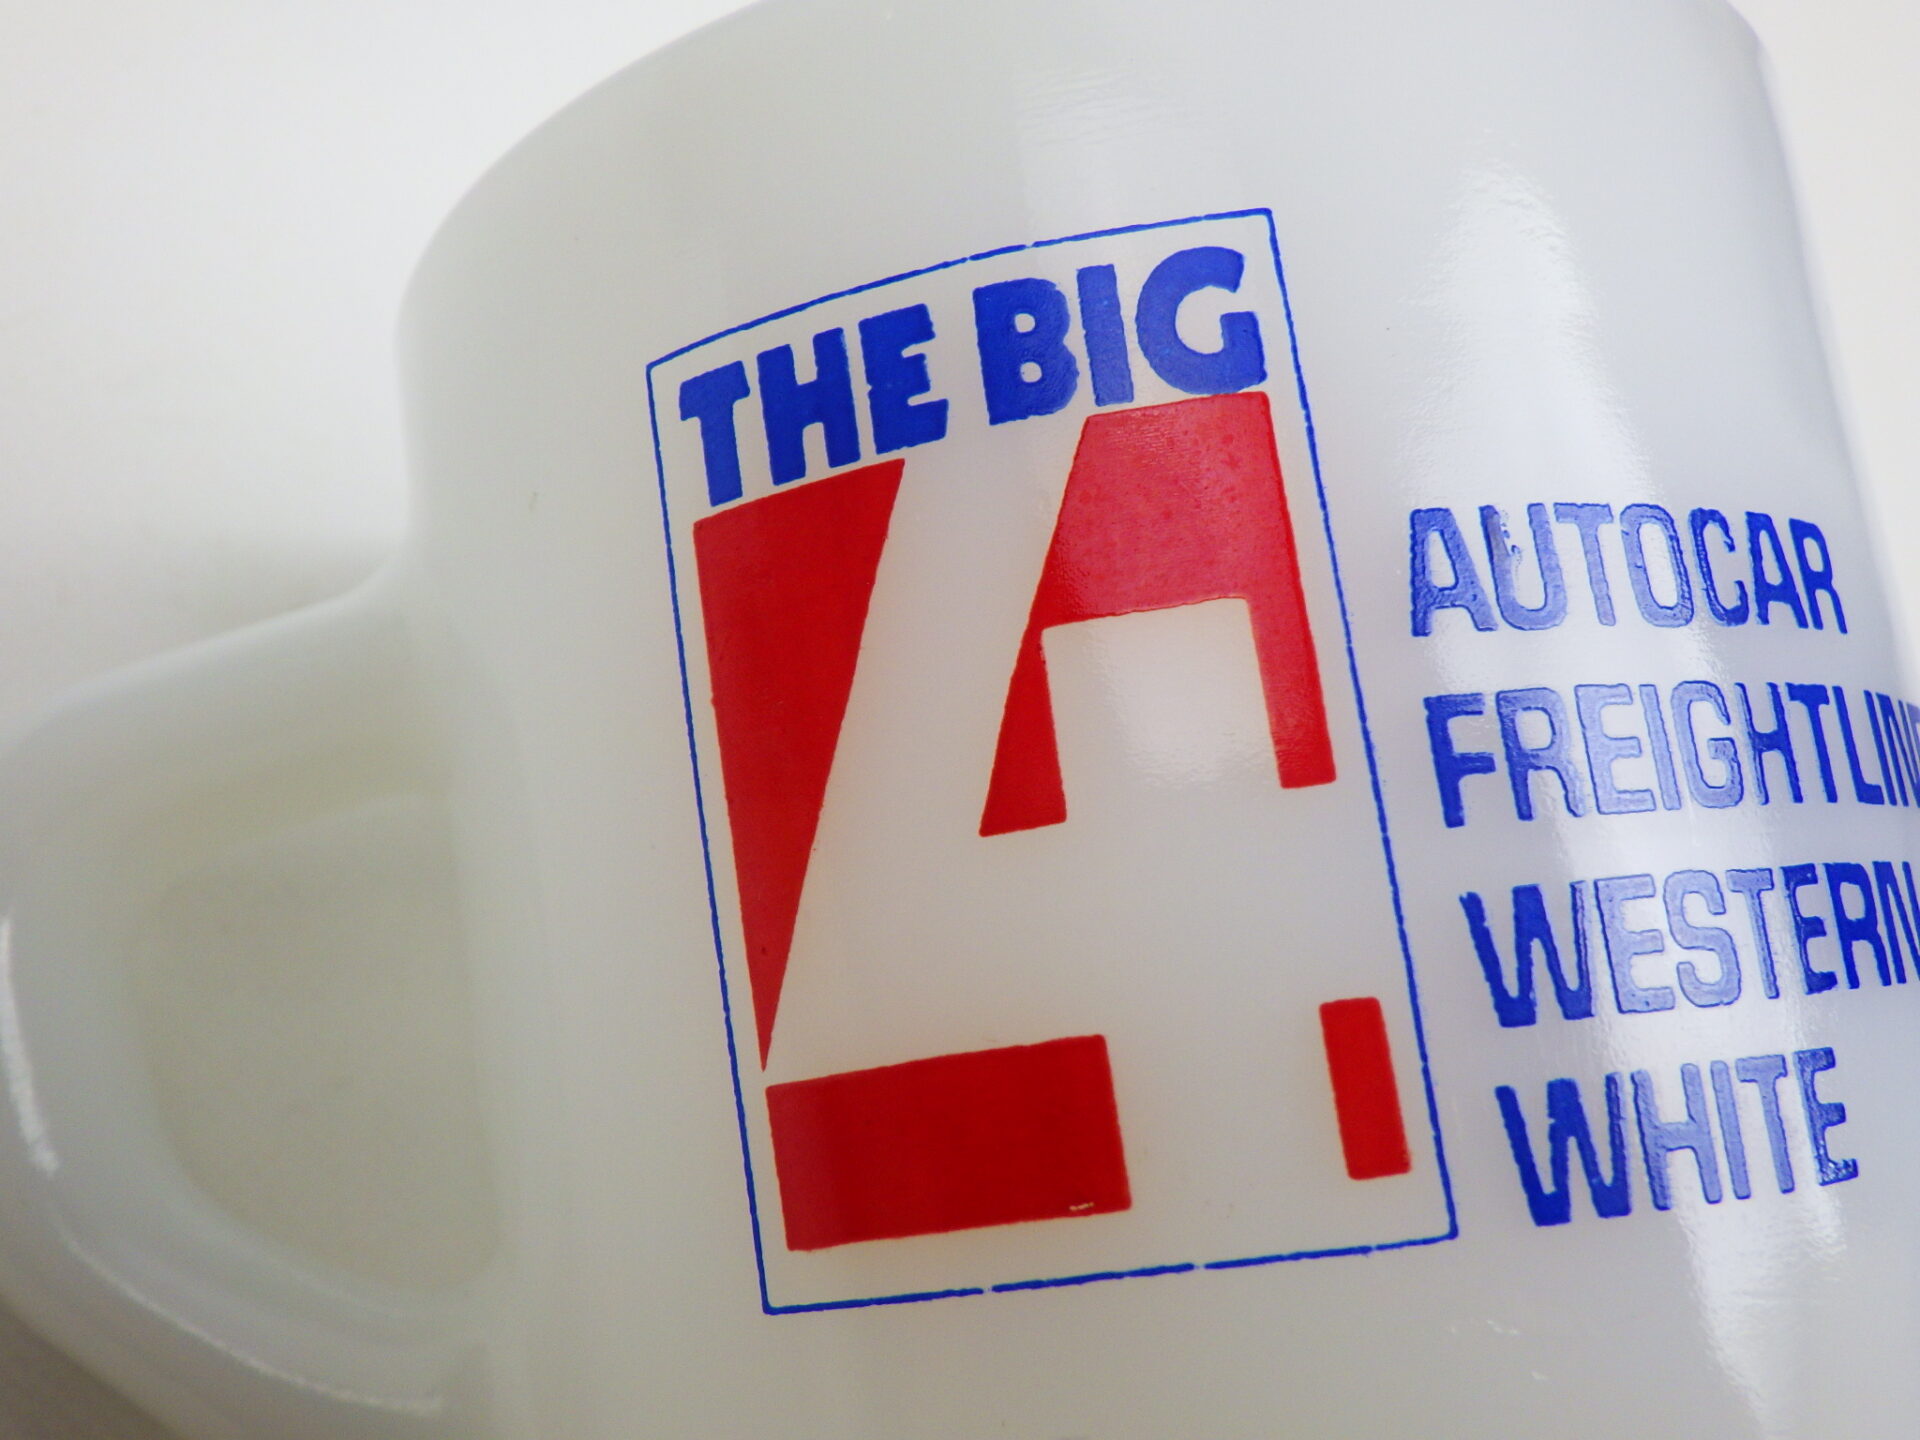 THE BIG
4
AUTOCAR
FREIGHTLIN
WESTERN
WHITE